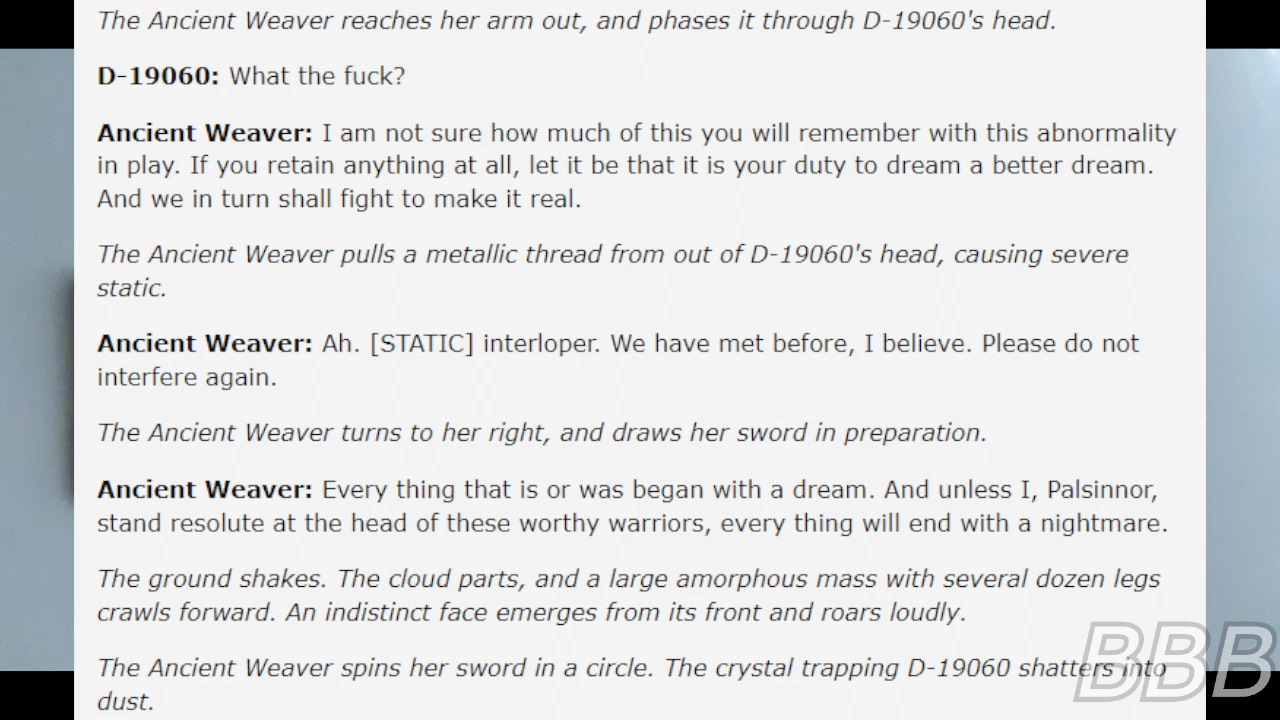 The Ancient Weaver reaches her arm out, and phases it through D-19060's head.
D-19060: What the fuck?
Ancient Weaver: I am not sure how much of this you will remember with this abnormality
in play. If you retain anything at all, let it be that it is your duty to dream a better dream.
And we in turn shall fight to make it real.
The Ancient Weaver pulls a metallic thread from out of D-19060's head, causing severe
static.
Ancient Weaver: Ah. [STATIC] interloper. We have met before, I believe. Please do not
interfere again.
The Ancient Weaver turns to her right, and draws her sword in preparation.
Ancient Weaver: Every thing that is or was began with a dream. And unless I, Palsinnor,
stand resolute at the head of these worthy warriors, every thing will end with a nightmare.
The ground shakes. The cloud parts, and a large amorphous mass with several dozen legs
crawls forward. An indistinct face emerges from its front and roars loudly.
The Ancient Weaver spins her sword in a circle. The crystal trapping D-19060 shatters into
dust.
BBB